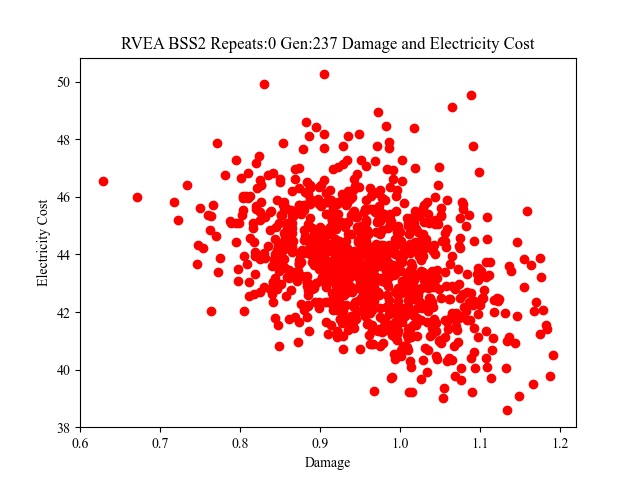 RVEA BSS2 Repeats:0 Gen:237 Damage and Electricity Cost
Electricity Cost
50
48
46
44
42
40
38
0.6 0.7 0.8 0.9 1.0 1.1 1.2
Damage